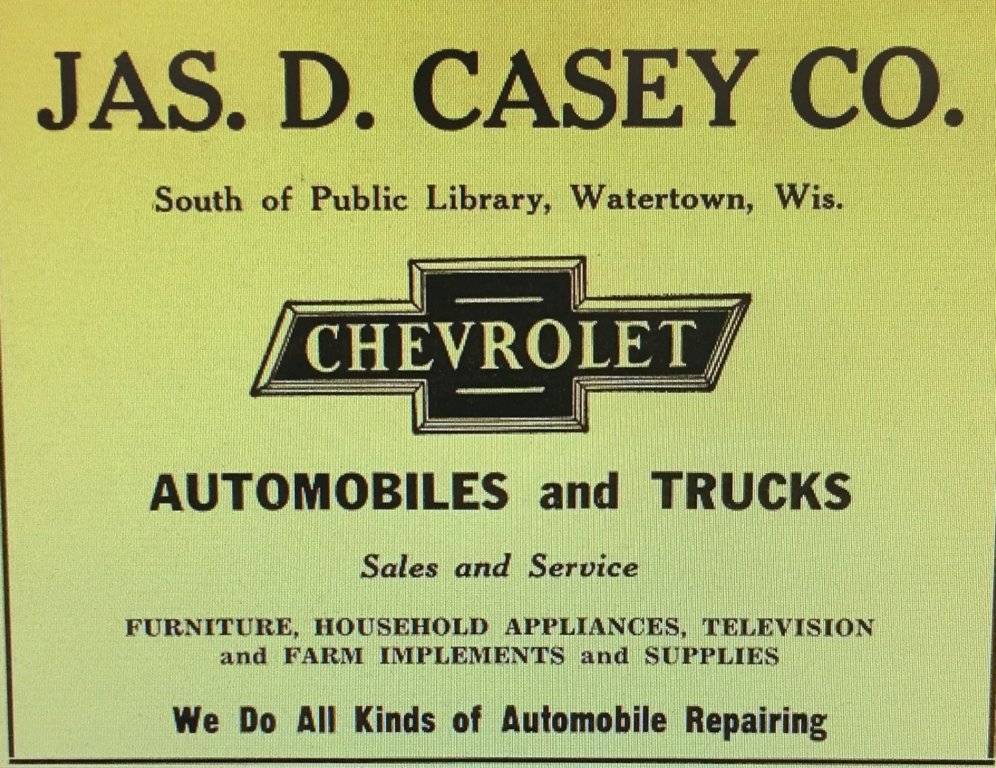 JAS. D. CASEY CO.
South of Public Library, Watertown, Wis.
CHEVROLET
AUTOMOBILES and TRUCKS
Sales and Service
FURNITURE, HOUSEHOLD APPLIANCES, TELEVISION
and FARM IMPLEMENTS and SUPPLIES
We Do All Kinds of Automobile Repairing